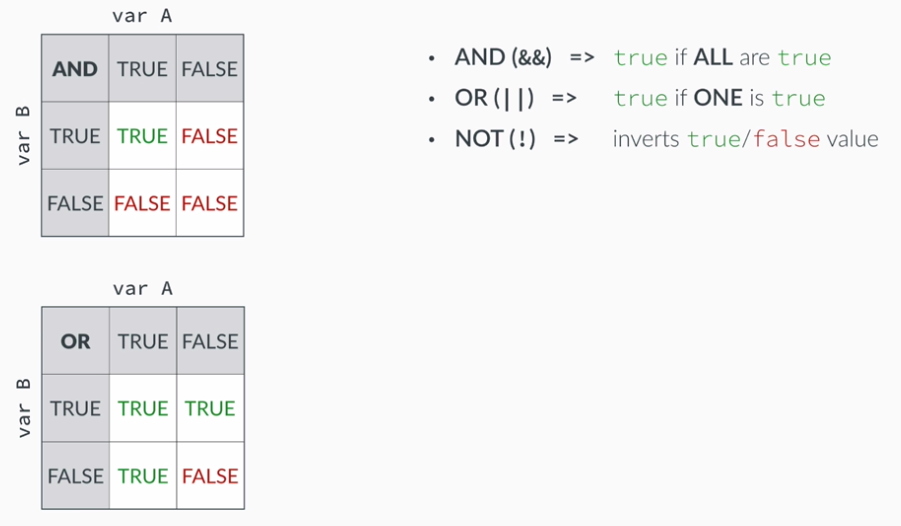 var A
AND TRUE FALSE
var B
TRUE TRUE FALSE
FALSE FALSE FALSE
• AND (&&) => true if ALL are true
• OR (||) => true if ONE is true
• NOT (!) => inverts true/false value
var A
OR TRUE FALSE
var B
TRUE TRUE TRUE
FALSE TRUE FALSE